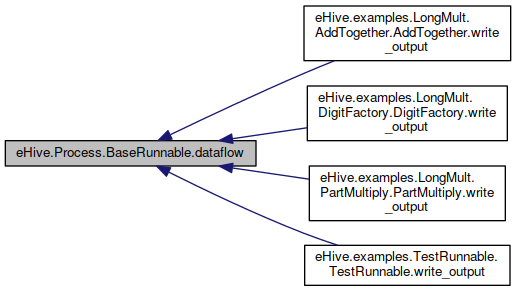 eHive.examples.LongMult.
AddTogether.AddTogether.write
_output
eHive.examples.LongMult.
DigitFactory.DigitFactory.write
_output
eHive.Process.BaseRunnable.dataflow
eHive.examples.LongMult.
PartMultiply.PartMultiply.write
_output
eHive.examples.TestRunnable.
TestRunnable.write_output